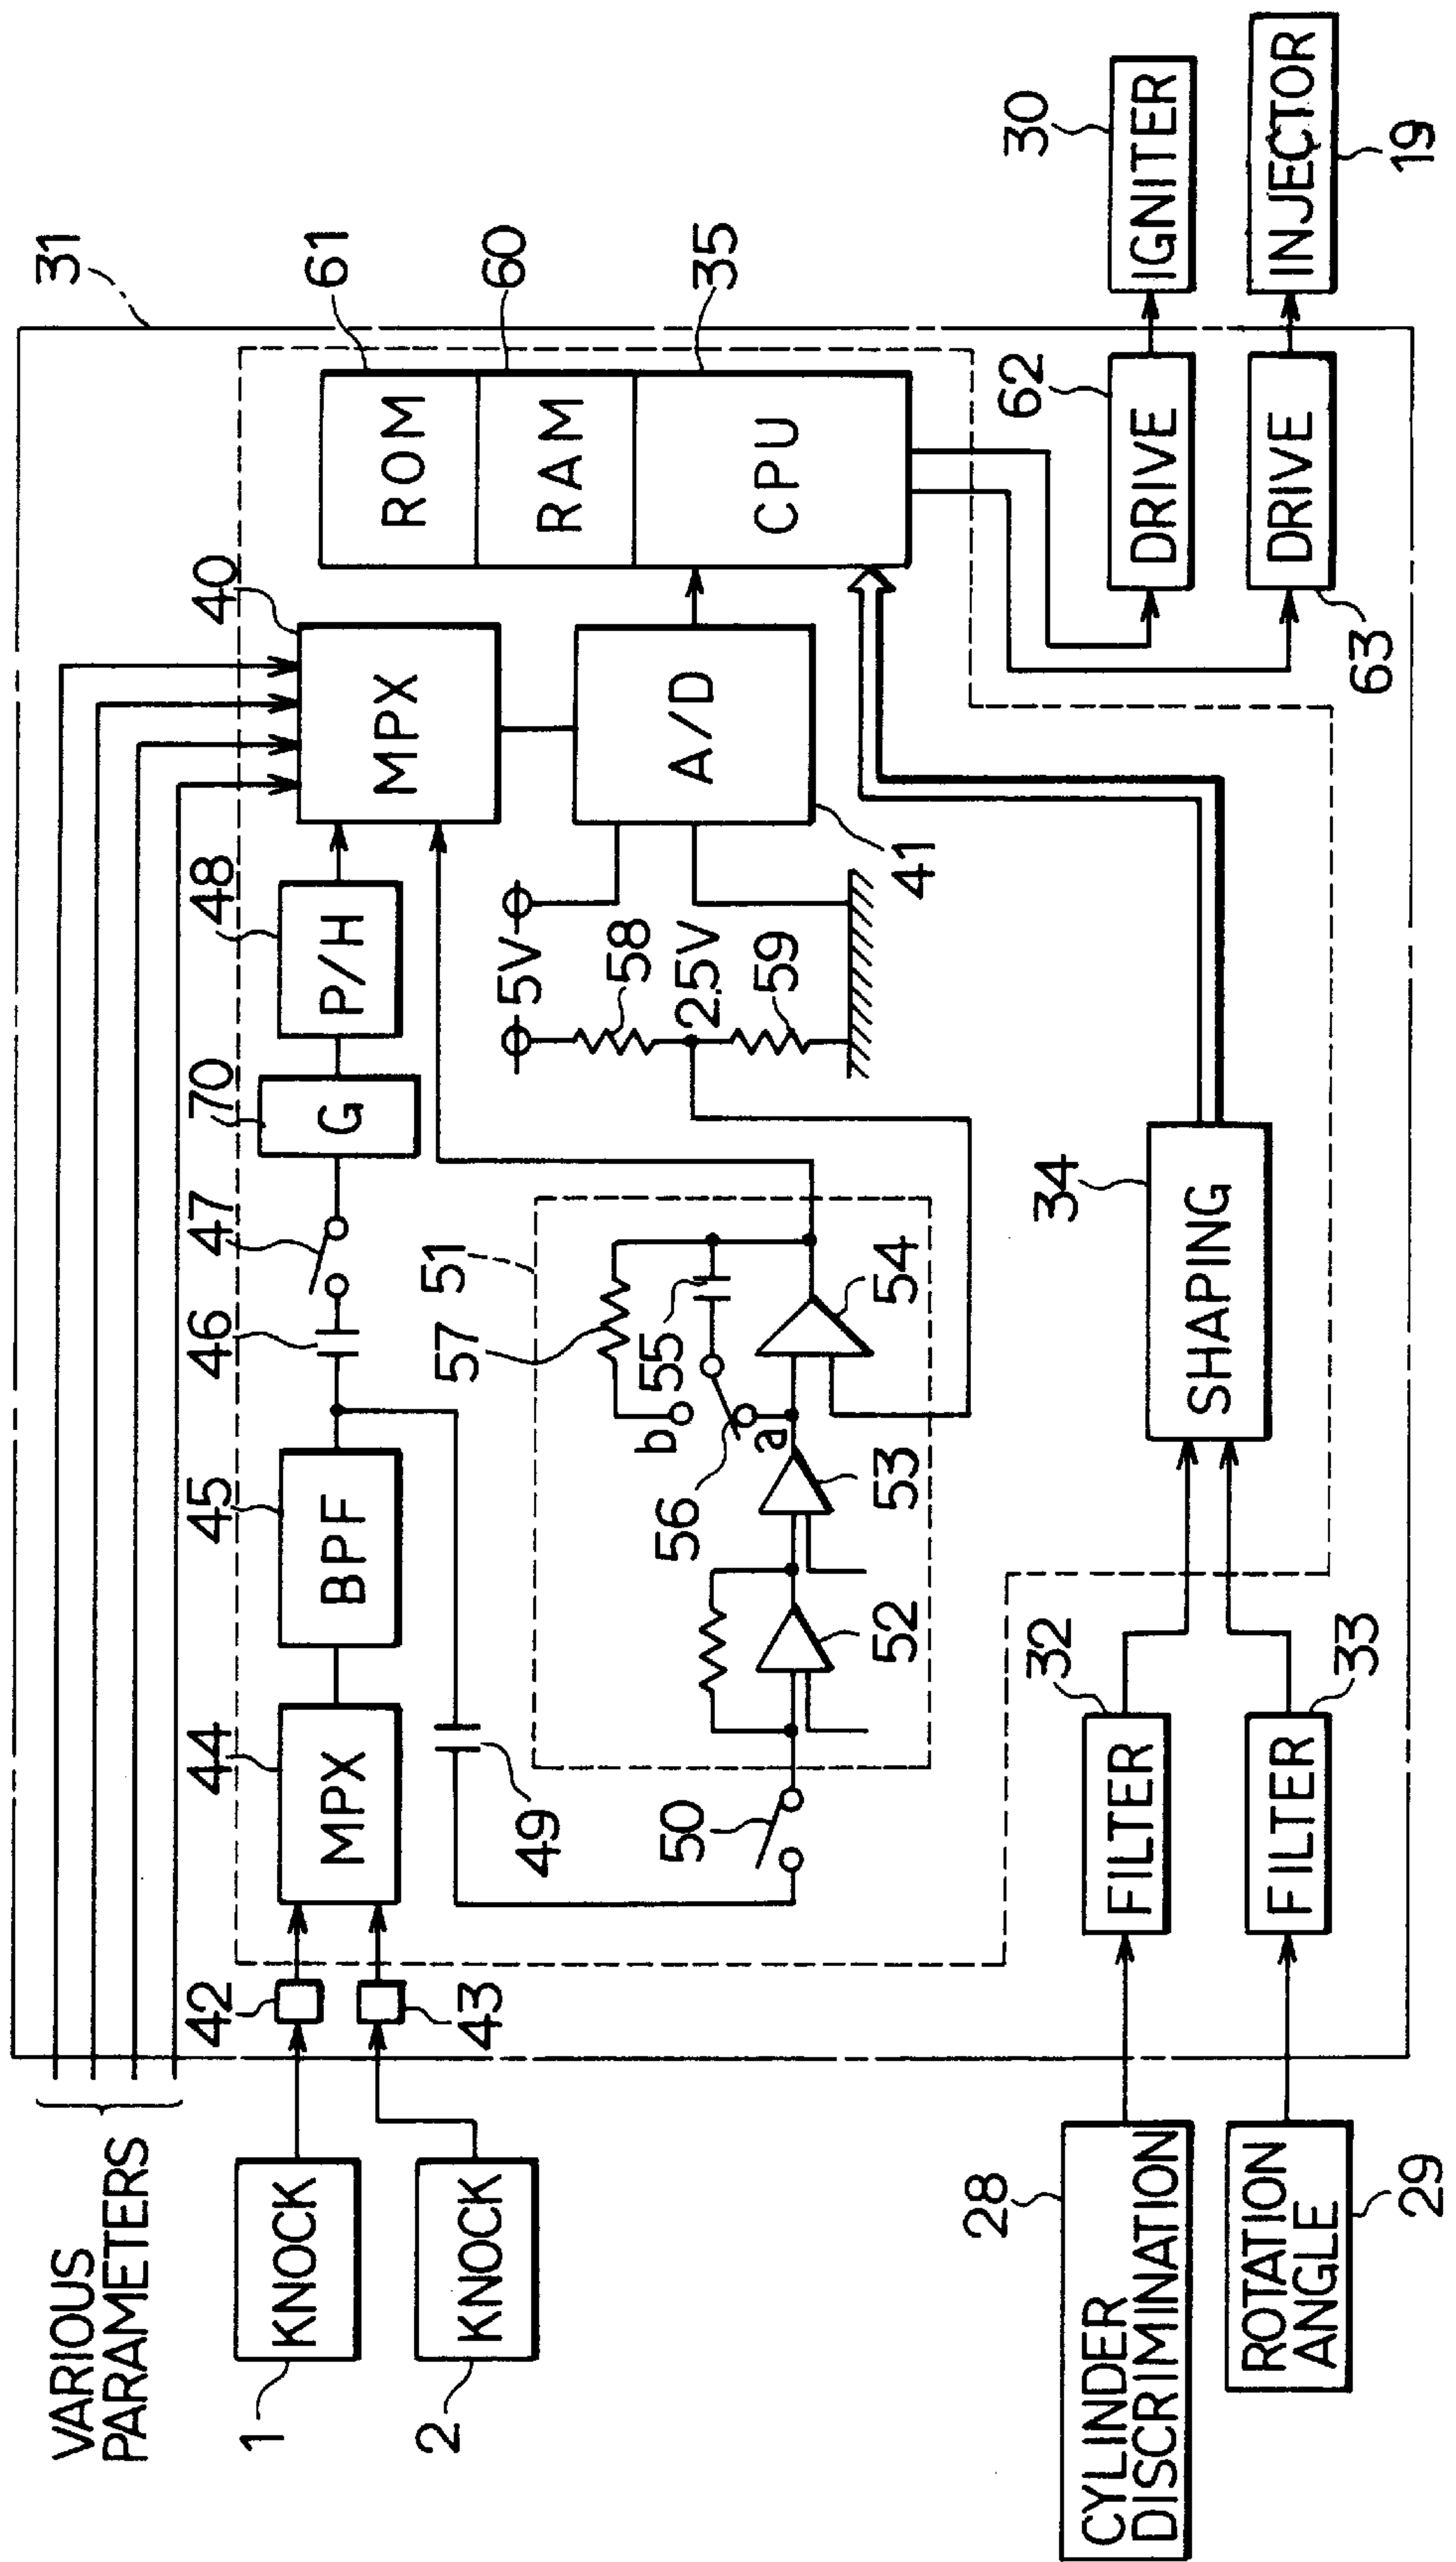 31
VARIOUS
PARAMETERS
1
KNOCK
2
KNOCK
42
43
44
MPX
45
BPF
46
47
70
G
48
P/H
40
MPX
61
ROM
60
RAM
35
CPU
49
50
51
52
53
54
55
56
57
a
b
5V
58
2.5V
59
A/D
41
28
CYLINDER
DISCRIMINATION
29
ROTATION
ANGLE
32
FILTER
33
FILTER
34
SHAPING
62
DRIVE
63
DRIVE
30
IGNITER
19
INJECTOR